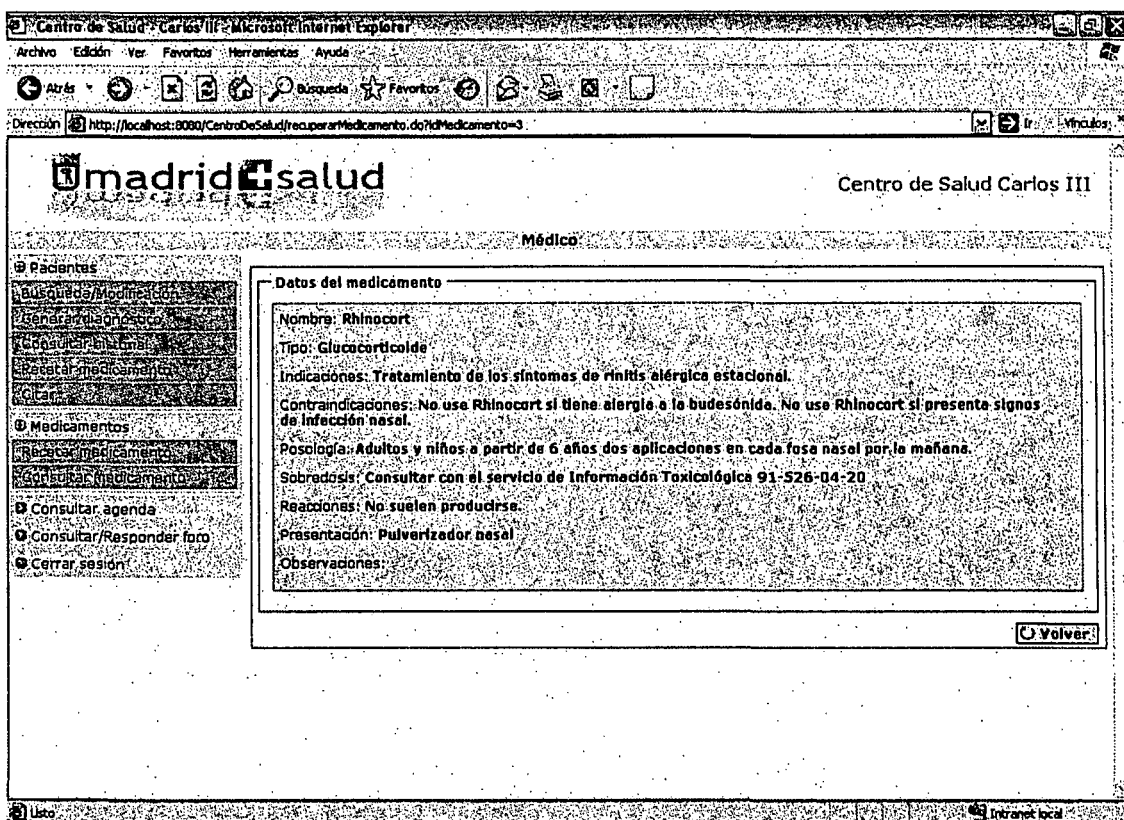 Centro de Salud - Carlos III - Microsoft Internet Explorer
Archivo Edición Ver Favoritos Herramientas Ayuda
Atrás Búsqueda Favoritos
Dirección http://localhost:8080/CentroDeSalud/recuperarMedicamento.do?idMedicamento=3 Ir Vínculos
madrid+salud
Centro de Salud Carlos III
Médico
Pacientes
Búsqueda/Modificación
Generar diagnóstico
Consultar historial
Recetar medicamento
Citar
Medicamentos
Recetar medicamento
Consultar medicamento
Consultar agenda
Consultar/Responder foro
Cerrar sesión
Datos del medicamento
Nombre: Rhinocort
Tipo: Glucocorticoide
Indicaciones: Tratamiento de los síntomas de rinitis alérgica estacional.
Contraindicaciones: No use Rhinocort si tiene alergia a la budesónida. No use Rhinocort si presenta signos
de infección nasal.
Posología: Adultos y niños a partir de 6 años dos aplicaciones en cada fosa nasal por la mañana.
Sobredosis: Consultar con el servicio de Información Toxicológica 91-526-04-20
Reacciones: No suelen producirse.
Presentación: Pulverizador nasal
Observaciones:
Volver
Listo Intranet local